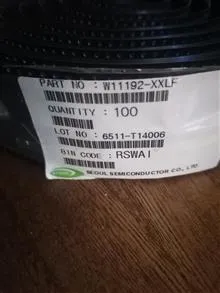 PART NO : W11192-XXLF
QUANTITY : 100
LOT NO : 6511-T14006
BIN CODE : RSWAI
SEOUL SEMICONDUCTOR CO., LTD.